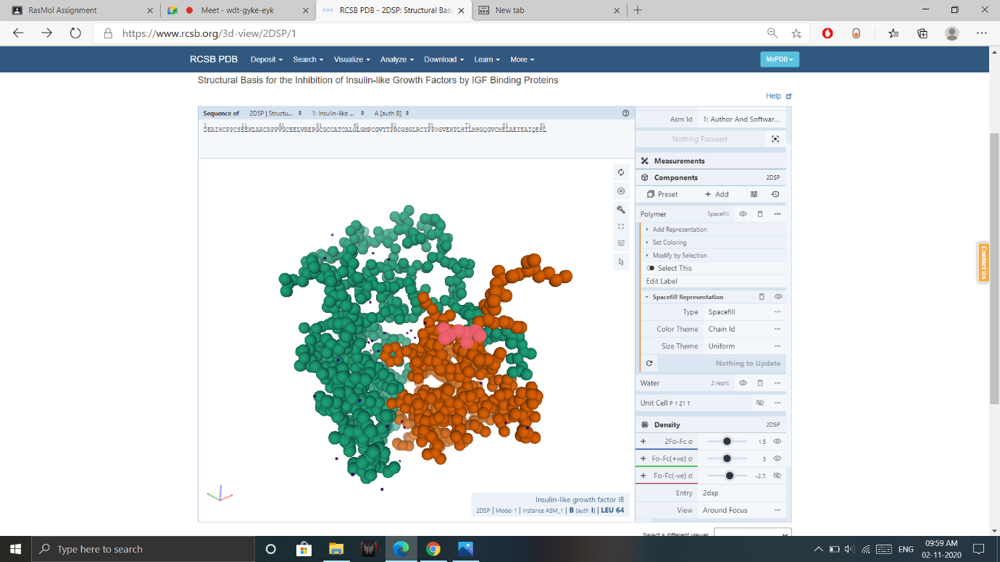 RasMol Assignment
Meet - wdt-gyke-eyk
RCSB PDB - 2DSP: Structural Basi
New tab
https://www.rcsb.org/3d-view/2DSP/1
RCSB PDB Deposit Search Visualize Analyze Download Learn More MyPDB
Structural Basis for the Inhibition of Insulin-like Growth Factors by IGF Binding Proteins
Help
Sequence of 2DSP | Structu... 1: Insulin-like ... A [auth B]
1 11 21 31 41 51 61 71 81 91
DEAIHCPPCSEEKLARCRPPVGCEELVREPGCGCCATCALGLGMPCGVYTPRCGSGLRCYPPRGVEKPLHTLMHGQGVCMELAEIEAIQESL
Asm Id 1: Author And Softwar...
Nothing Focused
Measurements
Components 2DSP
Preset + Add
Polymer Spacefill
Add Representation
Set Coloring
Modify by Selection
Select This
Edit Label
Spacefill Representation
Type Spacefill
Color Theme Chain Id
Size Theme Uniform
Nothing to Update
Water 2 reprs
Unit Cell P 1 21 1
Density 2DSP
+ 2Fo-Fc σ 1.5
+ Fo-Fc(+ve) σ 3
+ Fo-Fc(-ve) σ -2.7.
Entry 2dsp
View Around Focus
Insulin-like growth factor IB
2DSP | Model 1 | Instance ASM_1 | B [auth I] | LEU 64
Select a different viewer
Contact Us
Type here to search
ENG
09:59 AM
02-11-2020